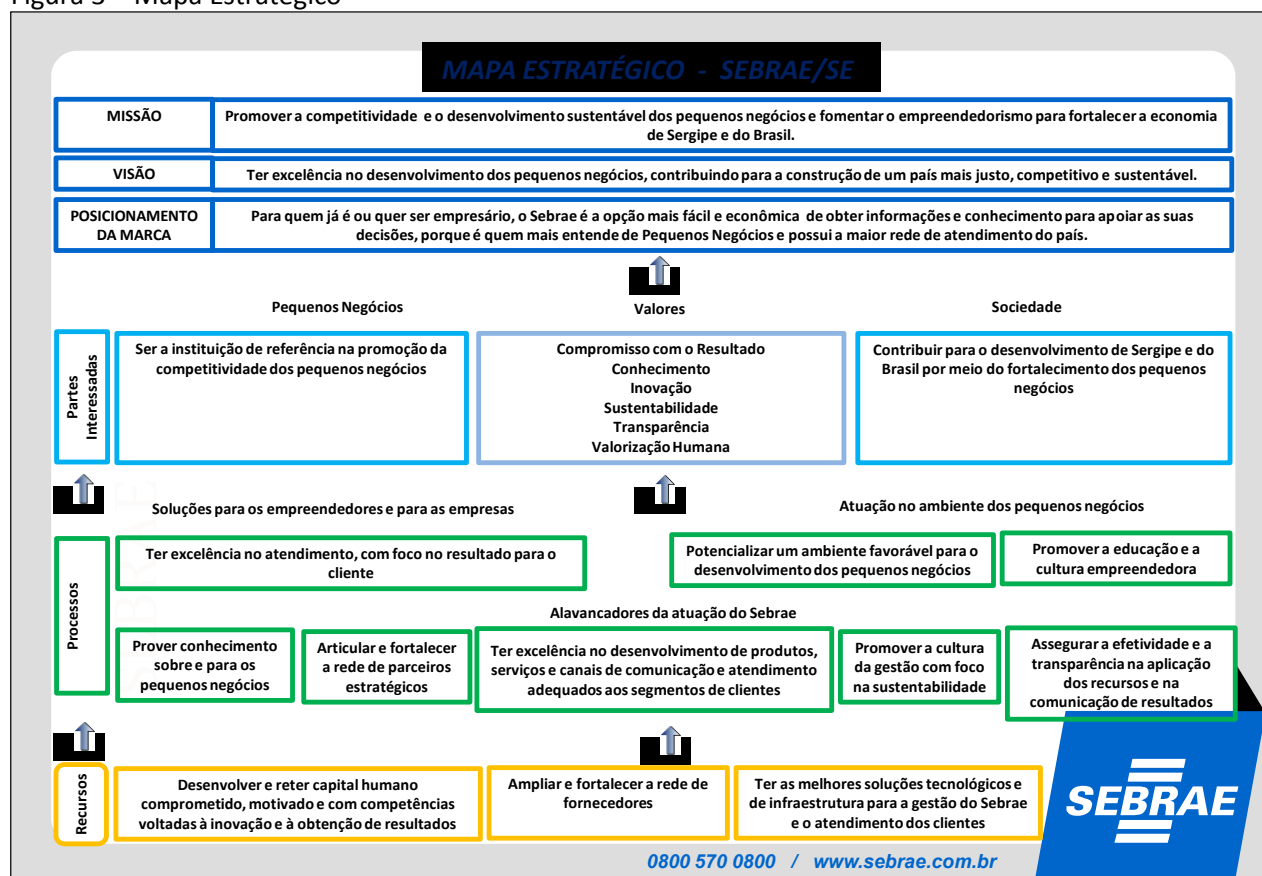 Figura 3 – Mapa Estratégico
MAPA ESTRATÉGICO - SEBRAE/SE
MISSÃO
Promover a competitividade e o desenvolvimento sustentável dos pequenos negócios e fomentar o empreendedorismo para fortalecer a economia
de Sergipe e do Brasil.
VISÃO
Ter excelência no desenvolvimento dos pequenos negócios, contribuindo para a construção de um país mais justo, competitivo e sustentável.
POSICIONAMENTO
DA MARCA
Para quem já é ou quer ser empresário, o Sebrae é a opção mais fácil e econômica de obter informações e conhecimento para apoiar as suas
decisões, porque é quem mais entende de Pequenos Negócios e possui a maior rede de atendimento do país.
Pequenos Negócios
Valores
Sociedade
Partes
Interessadas
Ser a instituição de referência na promoção da
competitividade dos pequenos negócios
Compromisso com o Resultado
Conhecimento
Inovação
Sustentabilidade
Transparência
Valorização Humana
Contribuir para o desenvolvimento de Sergipe e do
Brasil por meio do fortalecimento dos pequenos
negócios
Soluções para os empreendedores e para as empresas
Atuação no ambiente dos pequenos negócios
Processos
Ter excelência no atendimento, com foco no resultado para o
cliente
Potencializar um ambiente favorável para o
desenvolvimento dos pequenos negócios
Promover a educação e a
cultura empreendedora
Alavancadores da atuação do Sebrae
Prover conhecimento
sobre e para os
pequenos negócios
Articular e fortalecer
a rede de parceiros
estratégicos
Ter excelência no desenvolvimento de produtos,
serviços e canais de comunicação e atendimento
adequados aos segmentos de clientes
Promover a cultura
da gestão com foco
na sustentabilidade
Assegurar a efetividade e a
transparência na aplicação
dos recursos e na
comunicação de resultados
Recursos
Desenvolver e reter capital humano
comprometido, motivado e com competências
voltadas à inovação e à obtenção de resultados
Ampliar e fortalecer a rede de
fornecedores
Ter as melhores soluções tecnológicos e
de infraestrutura para a gestão do Sebrae
e o atendimento dos clientes
SEBRAE
0800 570 0800 / www.sebrae.com.br